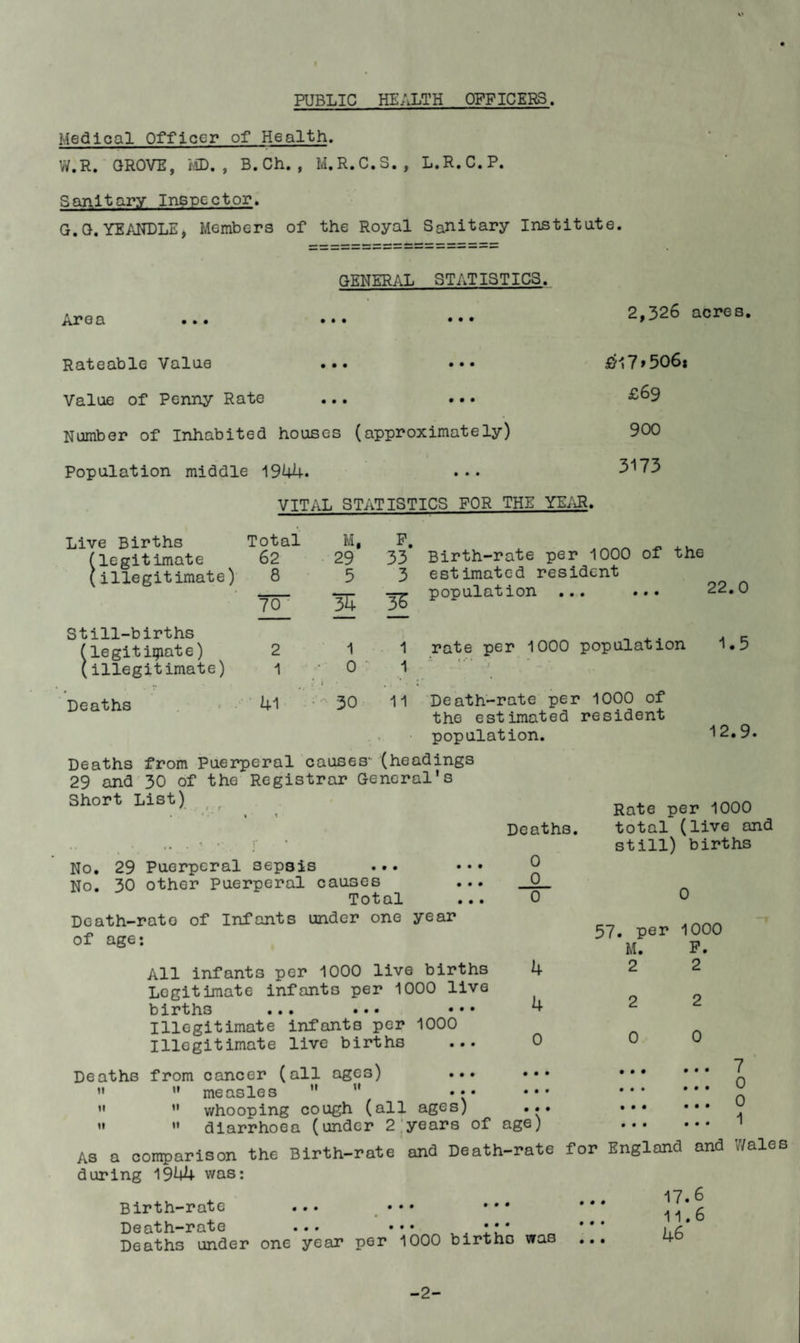 PUBLIC HEALTH OFFICERS.
Medical Officer of Health.
W.R. GROVE, MD., B.Ch., M.R.C.S., L.R.C.P.
Sanitary Inspector.
G.G. YEANDLE, Members of the Royal Sanitary Institute.
===================
GENERAL STATISTICS.
Area ... ... ... 2,326 acres.
Rateable Value ... ... £17,506:
Value of Penny Rate ... ... £69
Number of Inhabited houses (approximately) 900
Population middle 1944. ... 3173
VITAL STATISTICS FOR THE YEAR.
Live Births Total M. F.
(legitimate 62 29 33 Birth-rate per 1000 of the
(illegitimate) 8 5 3 estimated resident
70 34 36 population ... ... 22.0
Still-births
(legitimate) 2 1 1 rate per 1000 population 1.5
(illegitimate) 1 0 1
Deaths 41 30 11 Death-rate per 1000 of
the estimated resident
population. 12.9.
Deaths from Puerperal causes (headings
29 and 30 of the Registrar General's
Short List)
Rate per 1000
Deaths. total (live and
still) births
No. 29 Puerperal sepsis ... ... 0
No. 30 other Puerperal causes ... 0
Total ... 0 0
Death-rate of Infants under one year
of age: 57. per 1000
M. F.
All infants per 1000 live births 4 2 2
Legitimate infants per 1000 live
births ... ... ... 4 2 2
Illegitimate infants per 1000
Illegitimate live births ... 0 0 0
Deaths from cancer (all ages) ... ... ... ... 7
" " measles " " ... ... ... ... 0
" " whooping cough (all ages) ... ... ... 0
" " diarrhoea (under 2 years of age) ... ... 1
As a comparison the Birth-rate and Death-rate for England and Wales
during 1944 was:
Birth-rate ... ... ... ... 17.6
Death-rate ... ... ... ... 11.6
Deaths under one year per 1000 births was ... 46
-2-